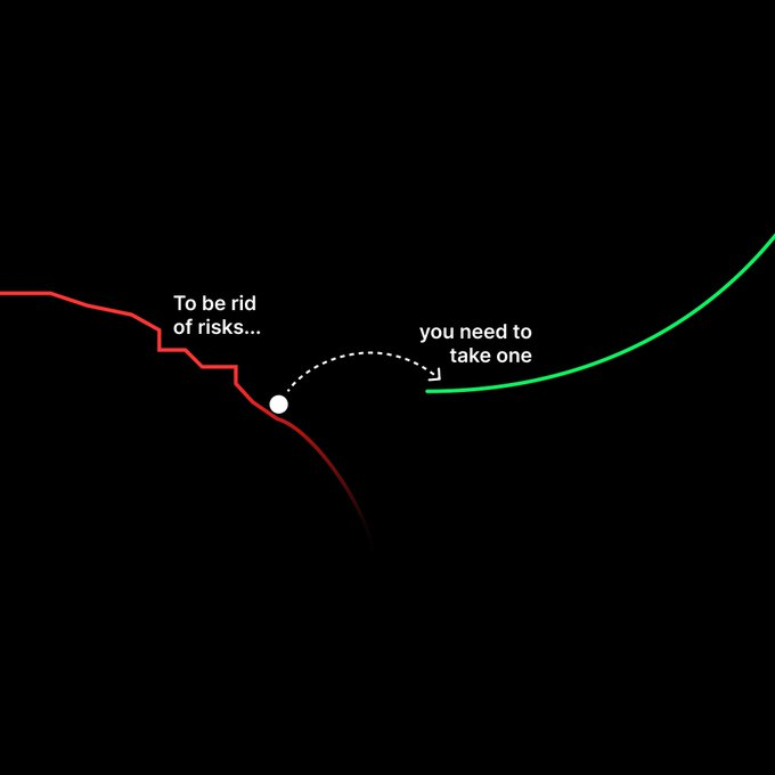 To be rid
of risks...
you need to
take one